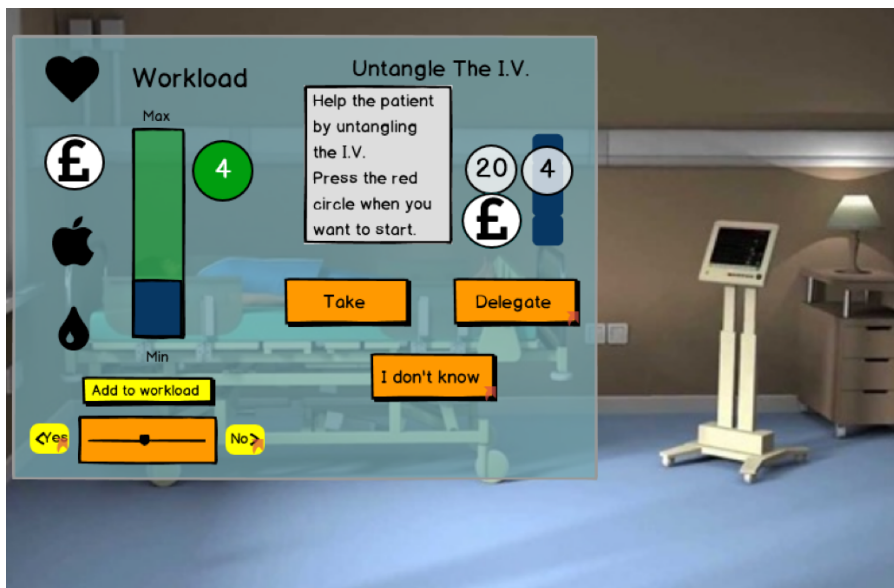 Workload
Max
£
4
Min
Add to workload
<Yes
No>
Untangle The I.V.
Help the patient
by untangling
the I.V.
Press the red
circle when you
want to start.
20
4
£
Take
Delegate
I don't know